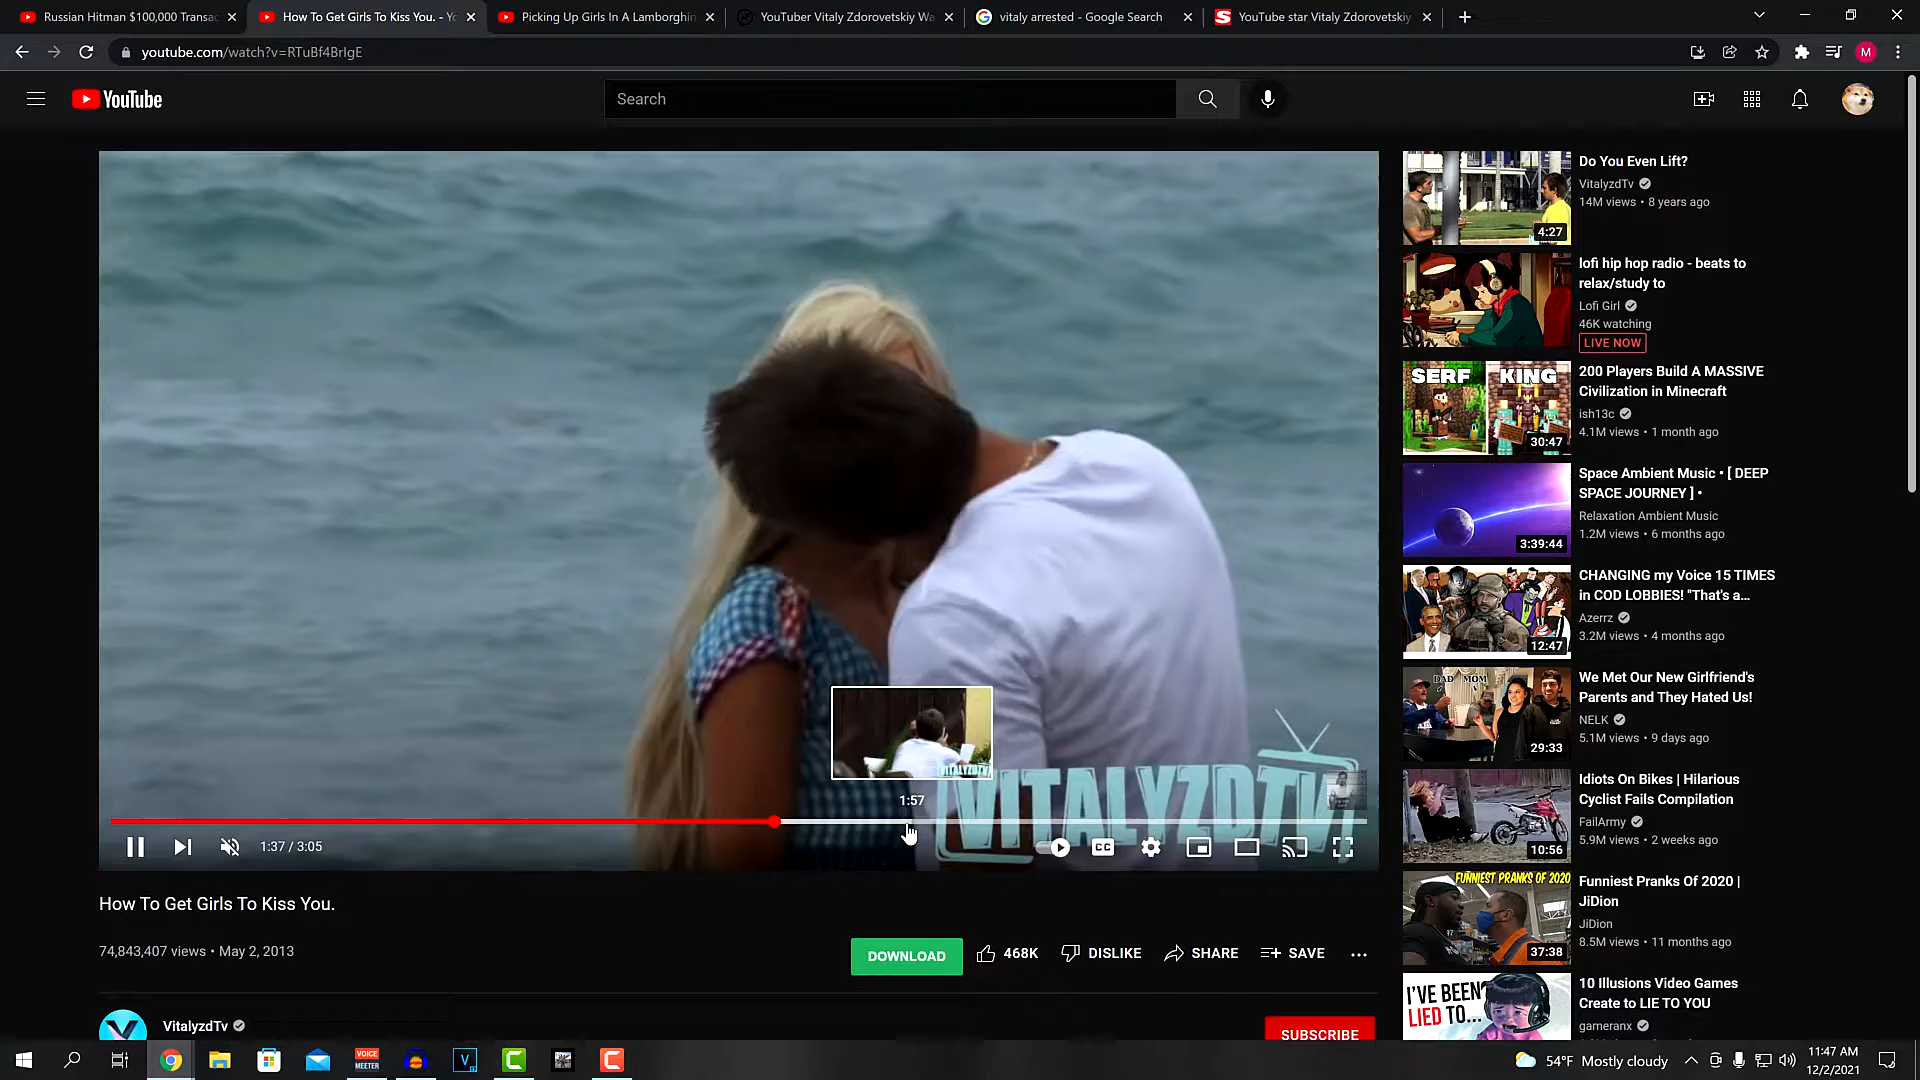 Russian Hitman $100,000 Transac
How To Get Girls To Kiss You. - Yo
Picking Up Girls In A Lamborghin
YouTuber Vitaly Zdorovetskiy Wa
vitaly arrested - Google Search
YouTube star Vitaly Zdorovetskiy
youtube.com/watch?v=RTuBf4BrIgE
M
YouTube
Search
VITALYZDTV
VITALYZDTV
1:57
1:37 / 3:05
CC
How To Get Girls To Kiss You.
74,843,407 views • May 2, 2013
DOWNLOAD
468K
DISLIKE
SHARE
SAVE
VitalyzdTv
SUBSCRIBE
4:27
Do You Even Lift?
VitalyzdTv
14M views • 8 years ago
lofi hip hop radio - beats to
relax/study to
Lofi Girl
46K watching
LIVE NOW
SERF KING
30:47
200 Players Build A MASSIVE
Civilization in Minecraft
ish13c
4.1M views • 1 month ago
3:39:44
Space Ambient Music • [ DEEP
SPACE JOURNEY ] •
Relaxation Ambient Music
1.2M views • 6 months ago
12:47
CHANGING my Voice 15 TIMES
in COD LOBBIES! "That's a...
Azerrz
3.2M views • 4 months ago
DAD MOM
29:33
We Met Our New Girlfriend's
Parents and They Hated Us!
NELK
5.1M views • 9 days ago
10:56
Idiots On Bikes | Hilarious
Cyclist Fails Compilation
FailArmy
5.9M views • 2 weeks ago
FUNNIEST PRANKS OF 2020
37:38
Funniest Pranks Of 2020 |
JiDion
JiDion
8.5M views • 11 months ago
I'VE BEEN
LIED TO...
10 Illusions Video Games
Create to LIE TO YOU
gameranx
VOICE
MEETER
V
54°F Mostly cloudy
11:47 AM
12/2/2021